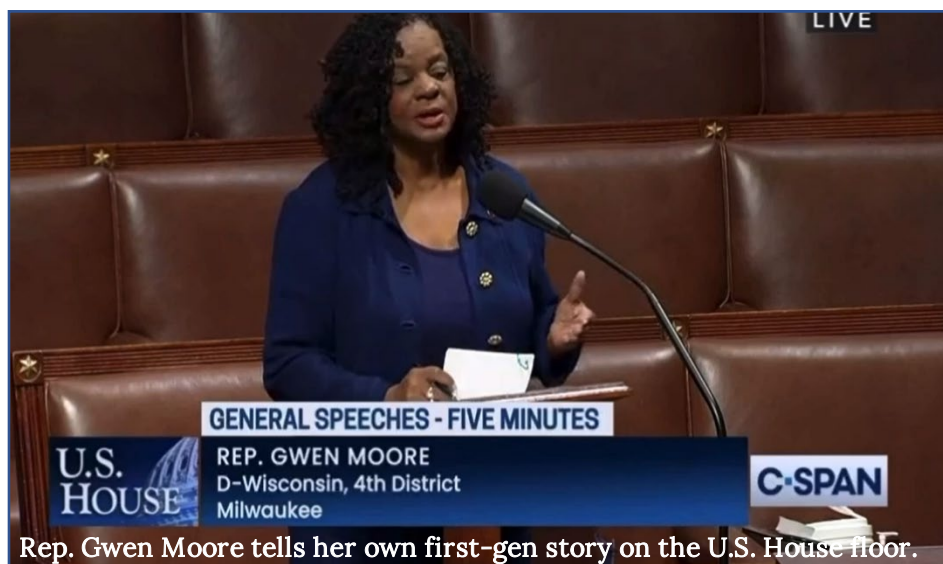 LIVE
GENERAL SPEECHES - FIVE MINUTES
U.S.
HOUSE
REP. GWEN MOORE
D-Wisconsin, 4th District
Milwaukee
C-SPAN
Rep. Gwen Moore tells her own first-gen story on the U.S. House floor.